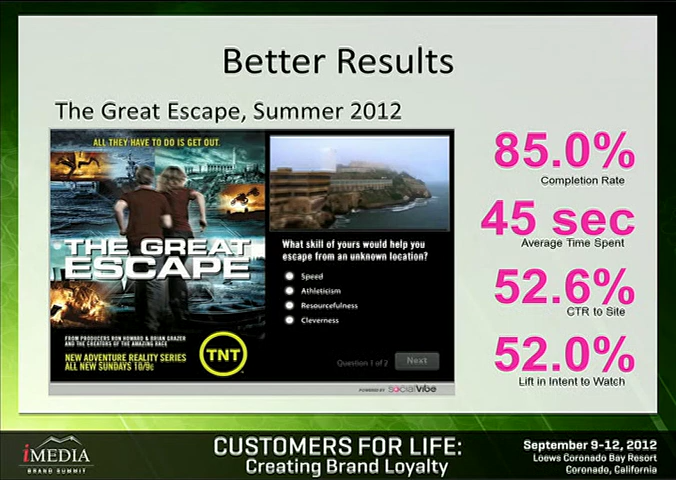 Better Results
The Great Escape, Summer 2012
ALL THEY HAVE TO DO IS GET OUT.
THE GREAT
ESCAPE
FROM PRODUCERS RON HOWARD & BRIAN GRAZER
AND THE CREATORS OF THE AMAZING RACE
NEW ADVENTURE REALITY SERIES
ALL NEW SUNDAYS 10/9c
TNT
What skill of yours would help you
escape from an unknown location?
Speed
Athleticism
Resourcefulness
Cleverness
Question 1 of 2
Next
POWERED BY socialvibe
85.0%
Completion Rate
45 sec
Average Time Spent
52.6%
CTR to Site
52.0%
Lift in Intent to Watch
iMEDIA
BRAND SUMMIT
CUSTOMERS FOR LIFE:
Creating Brand Loyalty
September 9-12, 2012
Loews Coronado Bay Resort
Coronado, California